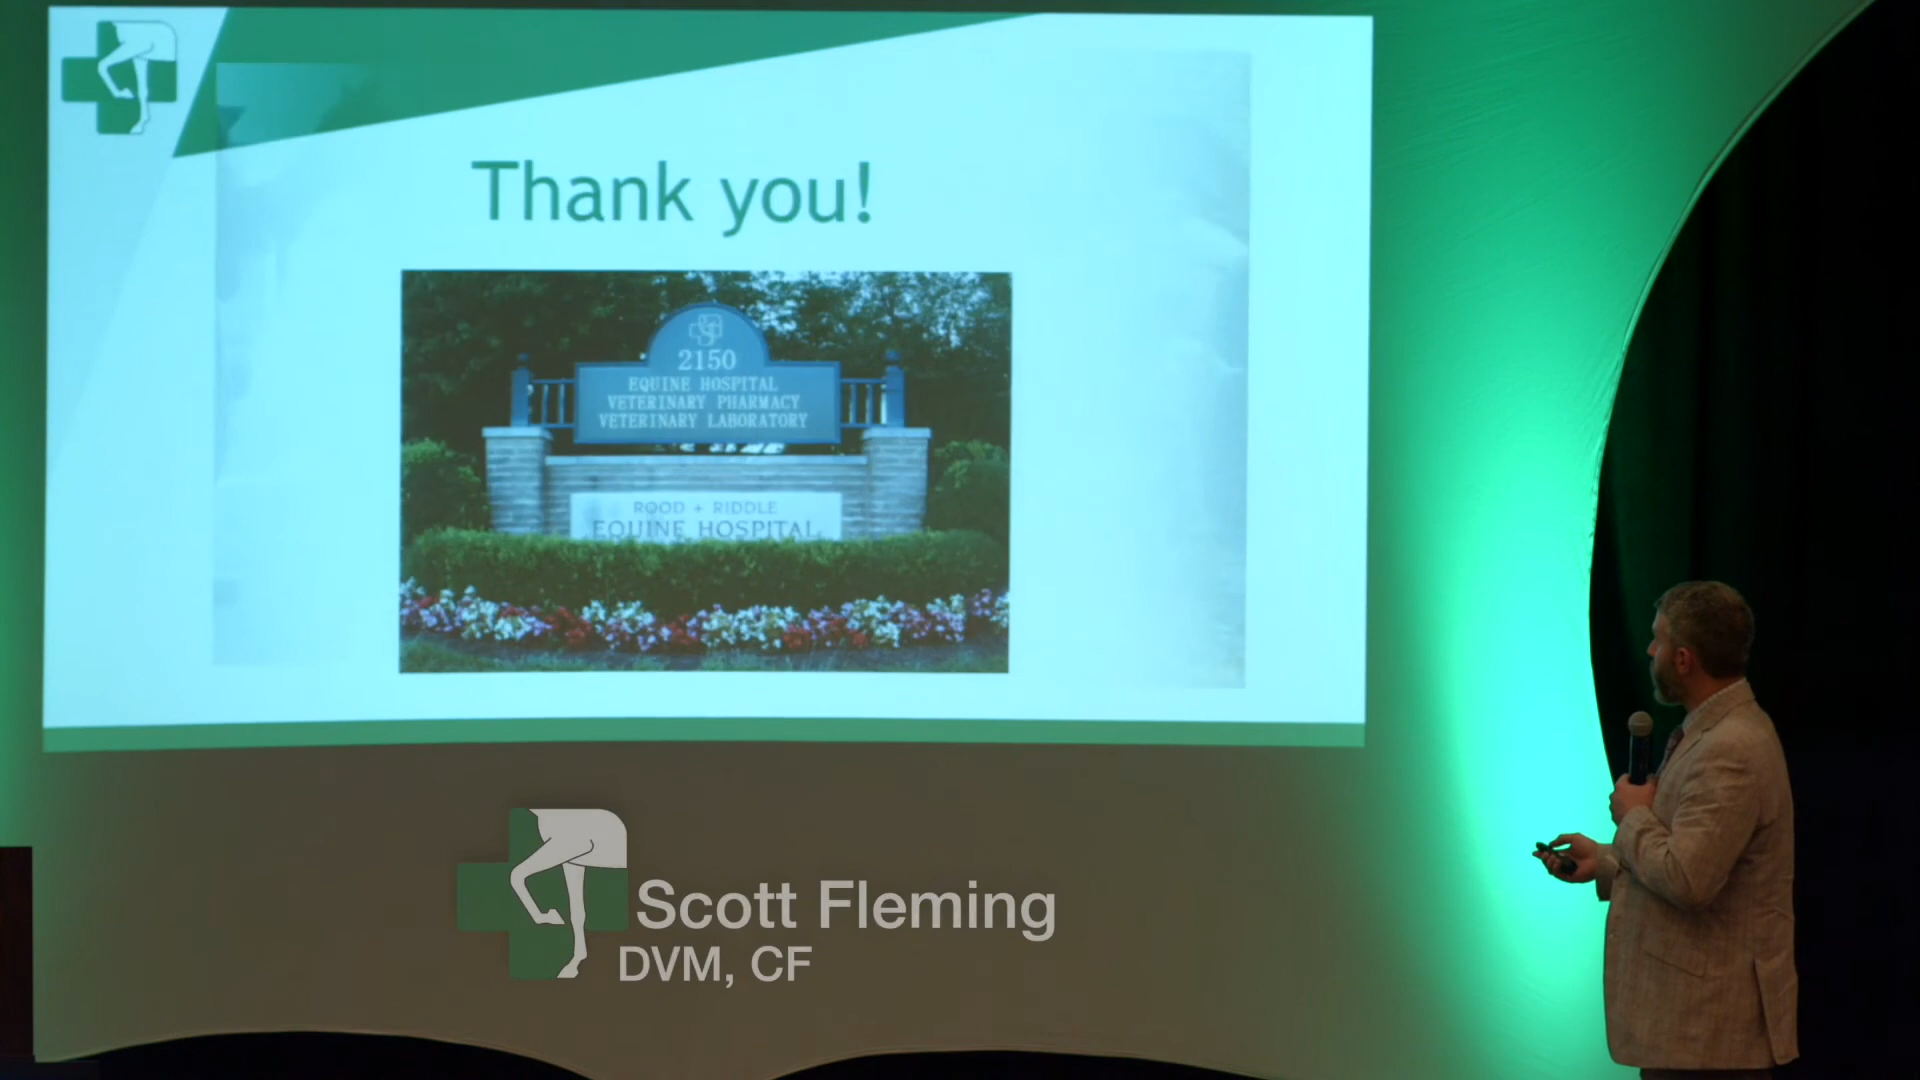 Thank you!
2150
EQUINE HOSPITAL
VETERINARY PHARMACY
VETERINARY LABORATORY
ROOD + RIDDLE
EQUINE HOSPITAL
Scott Fleming
DVM, CF